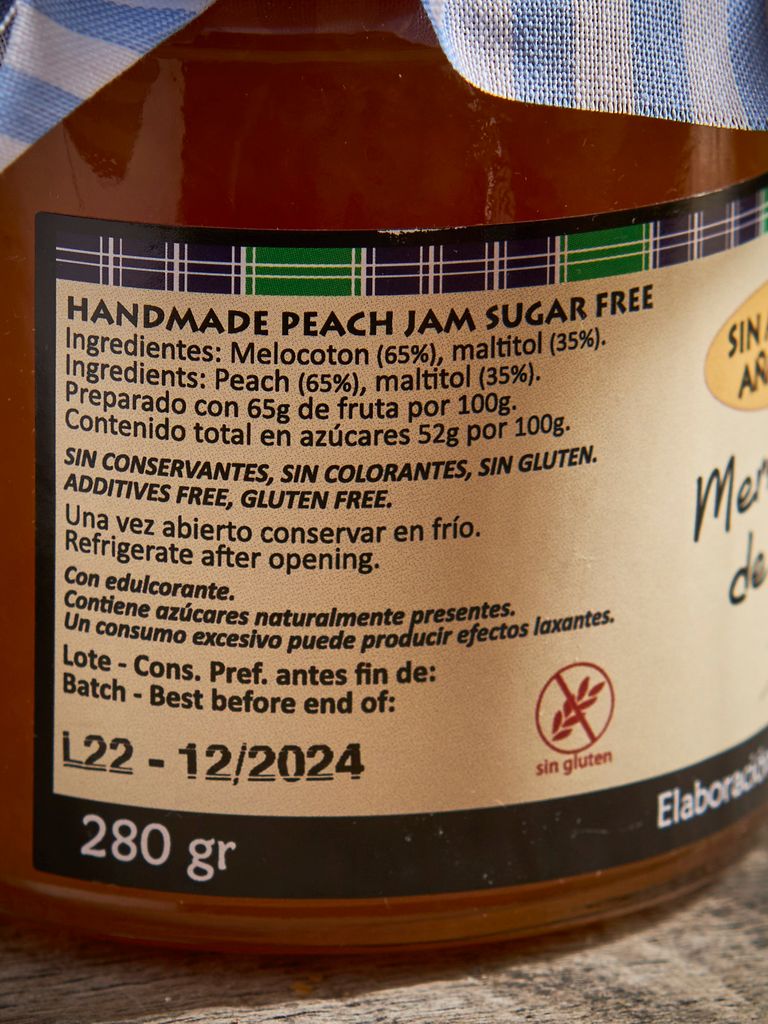 HANDMADE PEACH JAM SUGAR FREE
Ingredientes: Melocoton (65%), maltitol (35%).
Ingredients: Peach (65%), maltitol (35%).
Preparado con 65g de fruta por 100g.
Contenido total en azúcares 52g por 100g.
SIN CONSERVANTES, SIN COLORANTES, SIN GLUTEN.
ADDITIVES FREE, GLUTEN FREE.
Una vez abierto conservar en frío.
Refrigerate after opening.
Con edulcorante.
Contiene azúcares naturalmente presentes.
Un consumo excesivo puede producir efectos laxantes.
Lote - Cons. Pref. antes fin de:
Batch - Best before end of:
L22 - 12/2024
sin gluten
280 gr
SIN
de
Elaboración